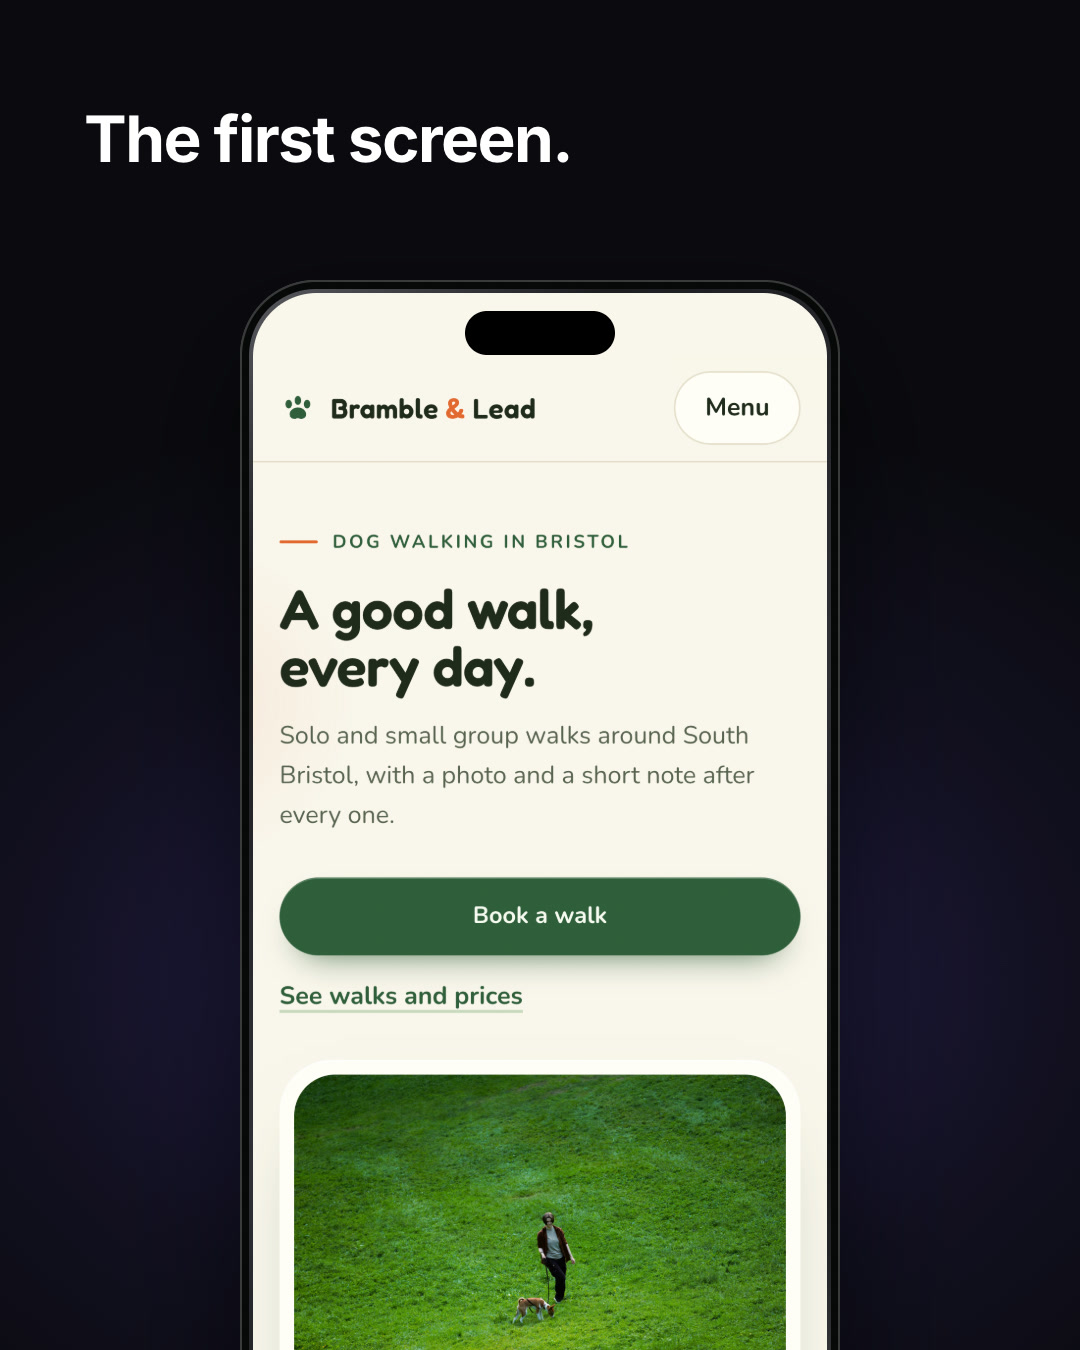 The first screen.
Bramble & Lead
Menu
DOG WALKING IN BRISTOL
A good walk,
every day.
Solo and small group walks around South
Bristol, with a photo and a short note after
every one.
Book a walk
See walks and prices